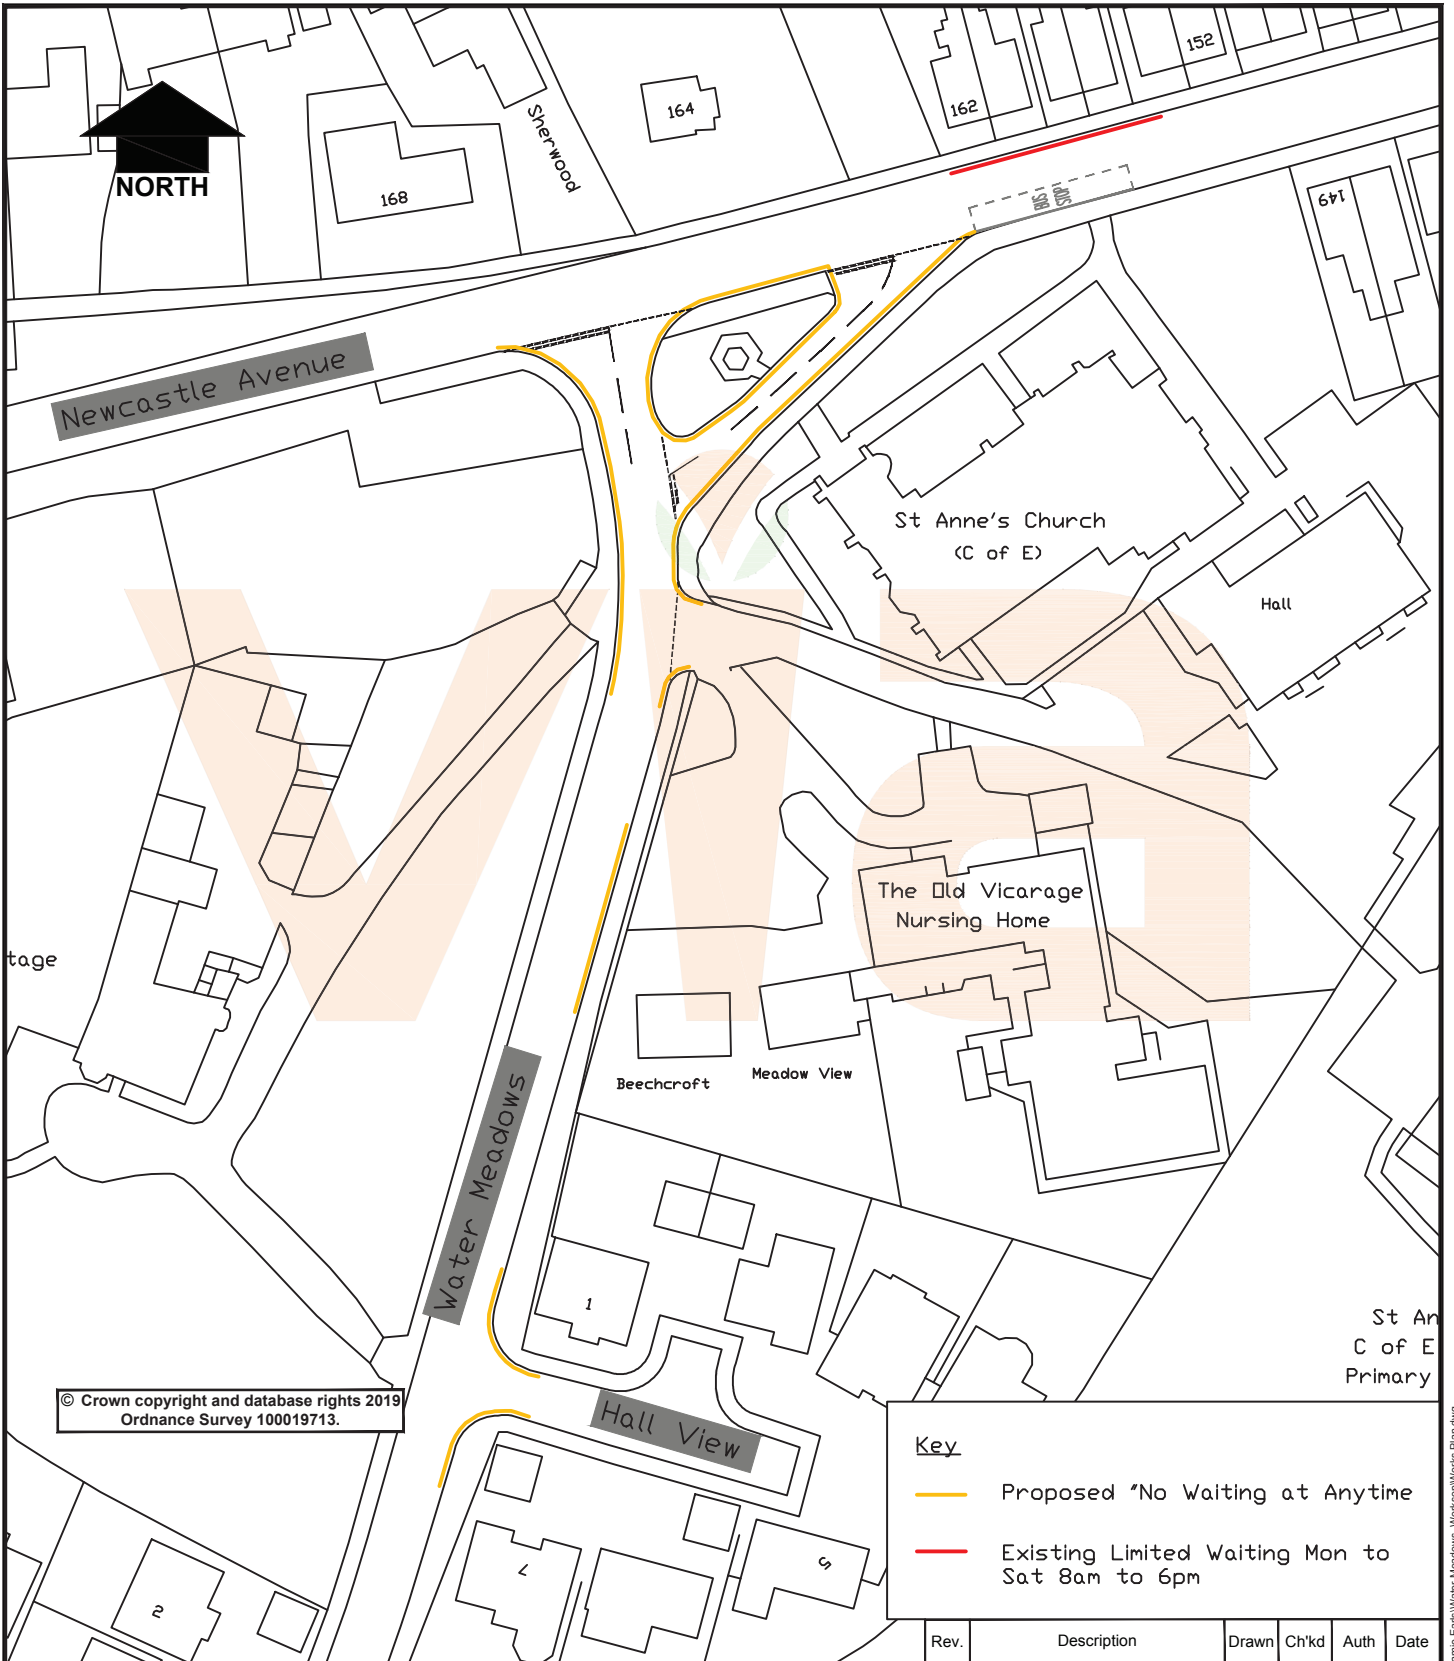 152
162
164
Sherwood
168
NORTH
149
BUS
STOP
Newcastle Avenue
St Anne's Church
(C of E)
Hall
via
The Old Vicarage
Nursing Home
tage
Beechcroft
Meadow View
Water Meadows
1
St An
C of E
Primary
© Crown copyright and database rights 2019
Ordnance Survey 100019713.
Hall View
Key
Proposed "No Waiting at Anytime
Existing Limited Waiting Mon to
Sat 8am to 6pm
7
5
2
Rev.
Description
Drawn
Ch'kd
Auth
Date